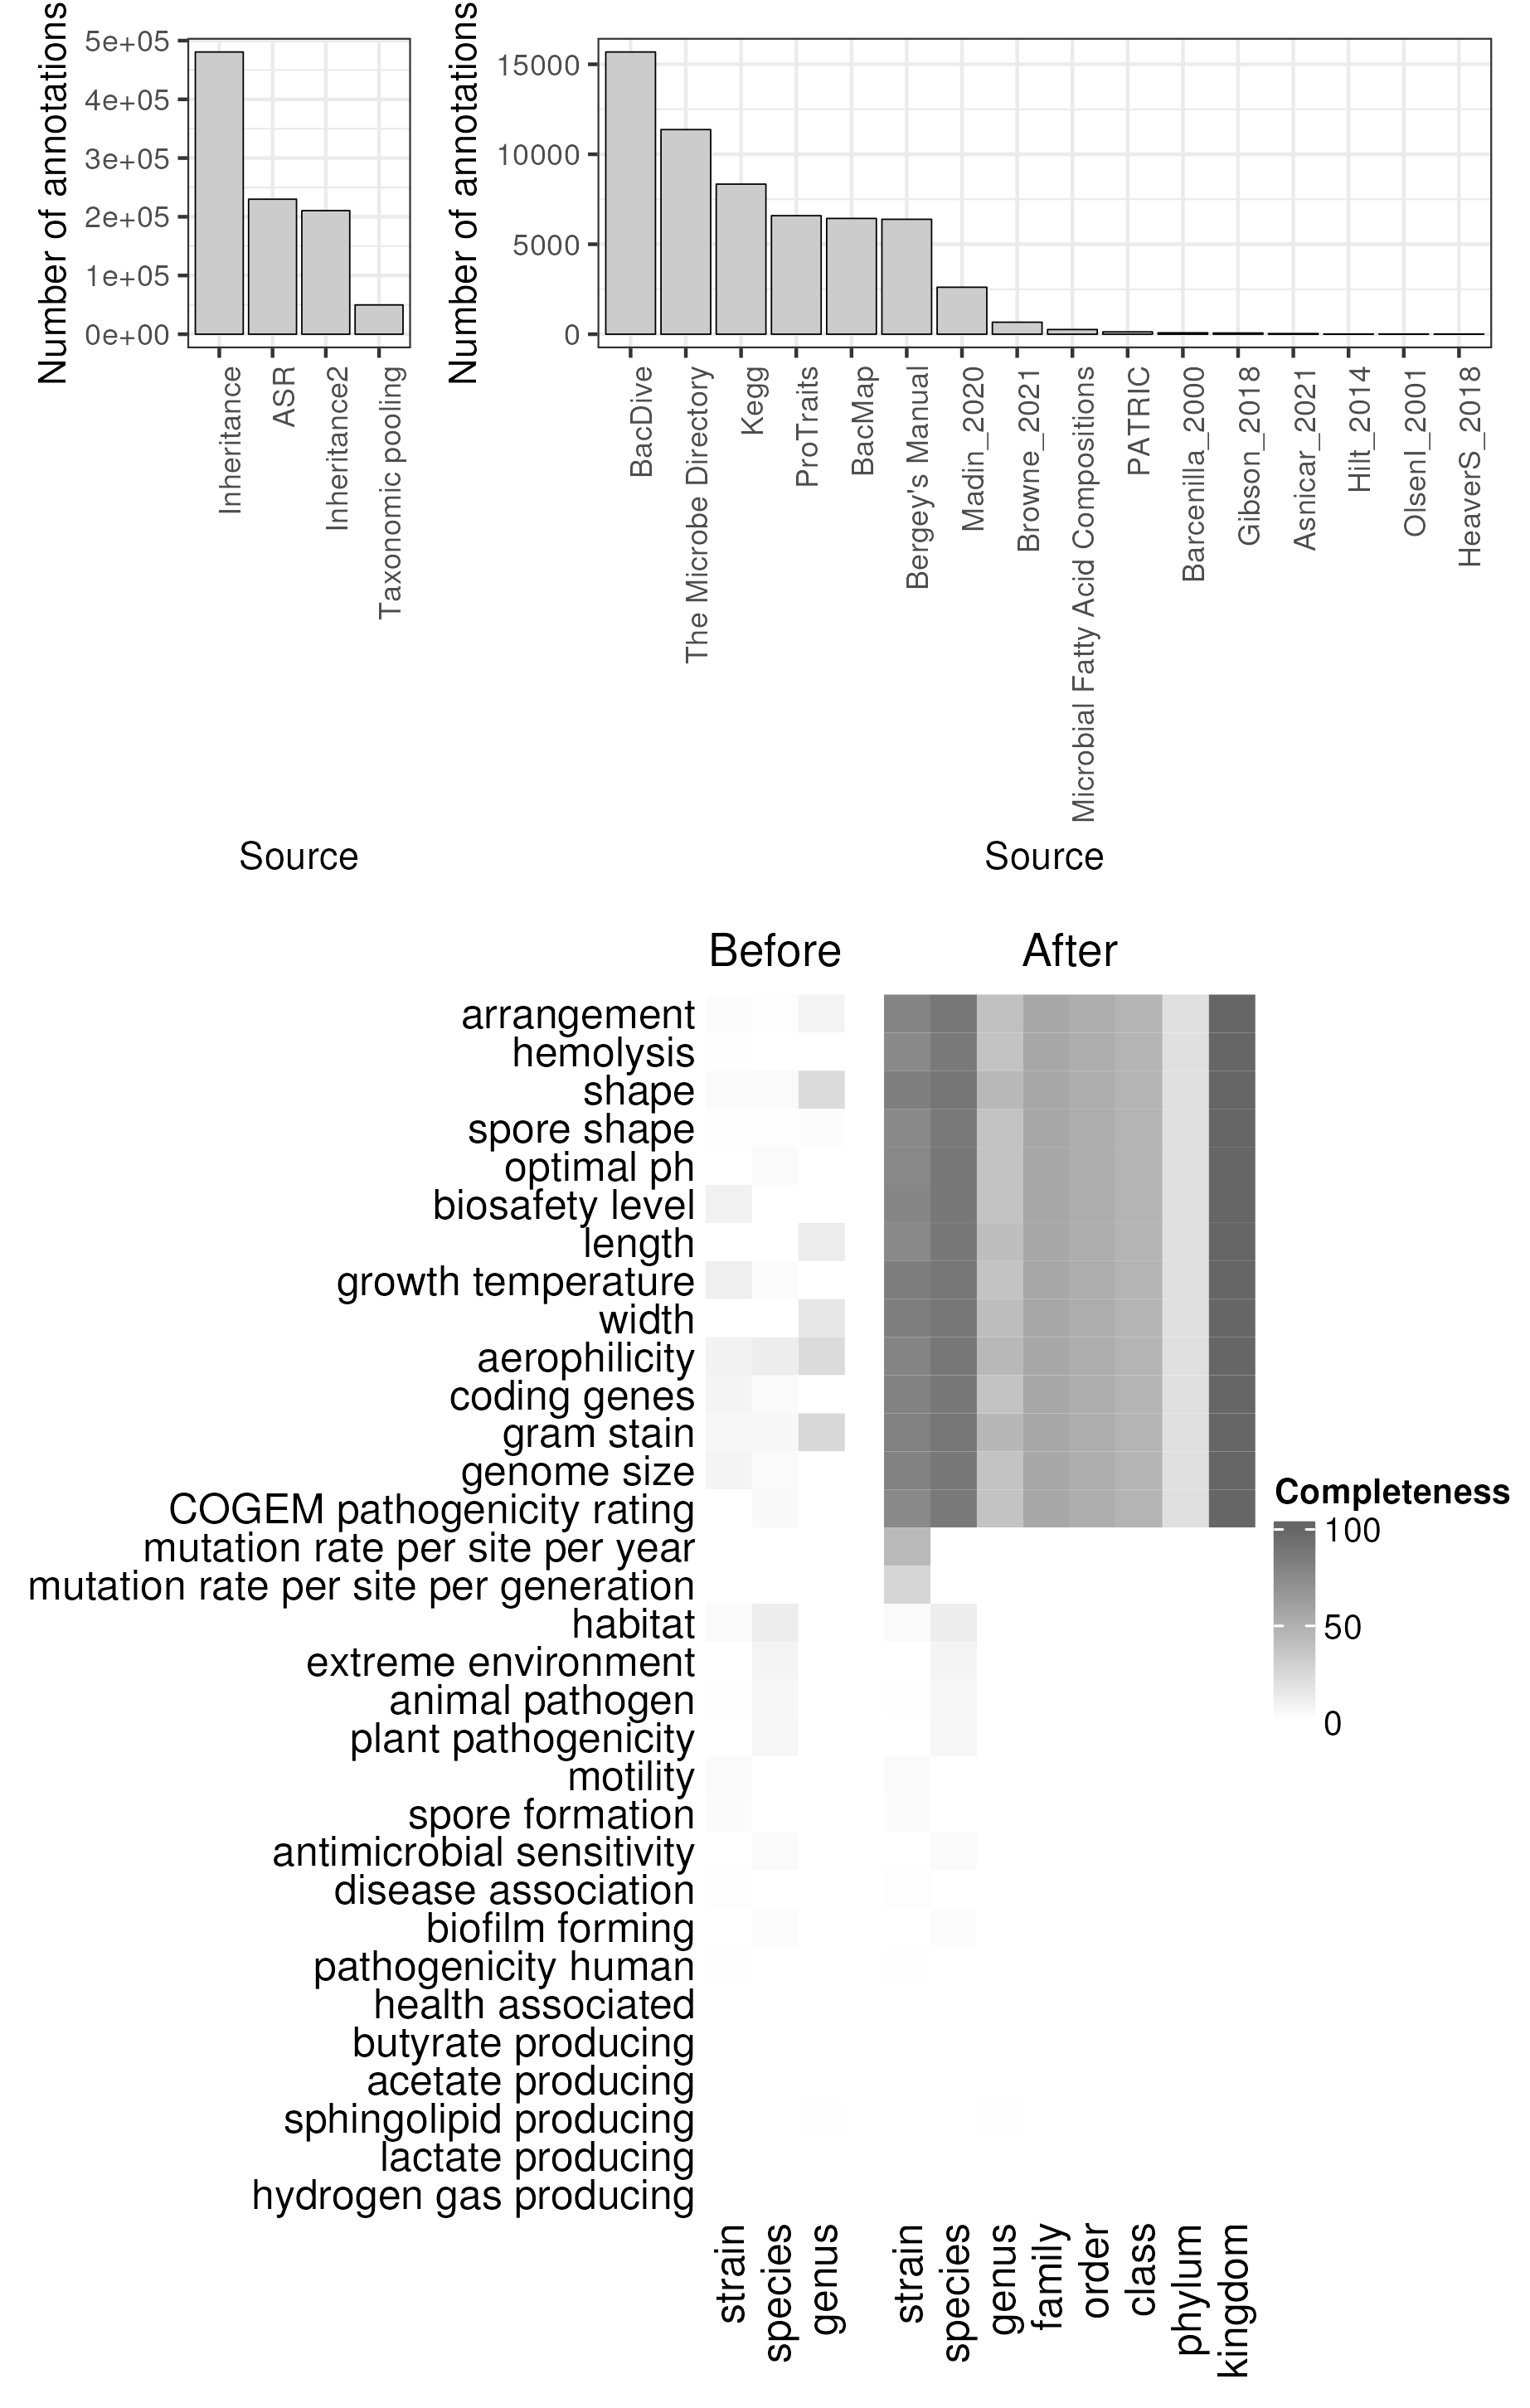 Number of annotations
5e+05
4e+05
3e+05
2e+05
1e+05
0e+00
Inheritance
ASR
Inheritance2
Taxonomic pooling
Source
Number of annotations
15000
10000
5000
0
BacDive
The Microbe Directory
Kegg
ProTraits
BacMap
Bergey's Manual
Madin_2020
Browne_2021
Microbial Fatty Acid Compositions
PATRIC
Barcenilla_2000
Gibson_2018
Asnicar_2021
Hilt_2014
OlsenI_2001
HeaverS_2018
Source
Before
After
arrangement
hemolysis
shape
spore shape
optimal ph
biosafety level
length
growth temperature
width
aerophilicity
coding genes
gram stain
genome size
COGEM pathogenicity rating
mutation rate per site per year
mutation rate per site per generation
habitat
extreme environment
animal pathogen
plant pathogenicity
motility
spore formation
antimicrobial sensitivity
disease association
biofilm forming
pathogenicity human
health associated
butyrate producing
acetate producing
sphingolipid producing
lactate producing
hydrogen gas producing
strain
species
genus
strain
species
genus
family
order
class
phylum
kingdom
Completeness
100
50
0